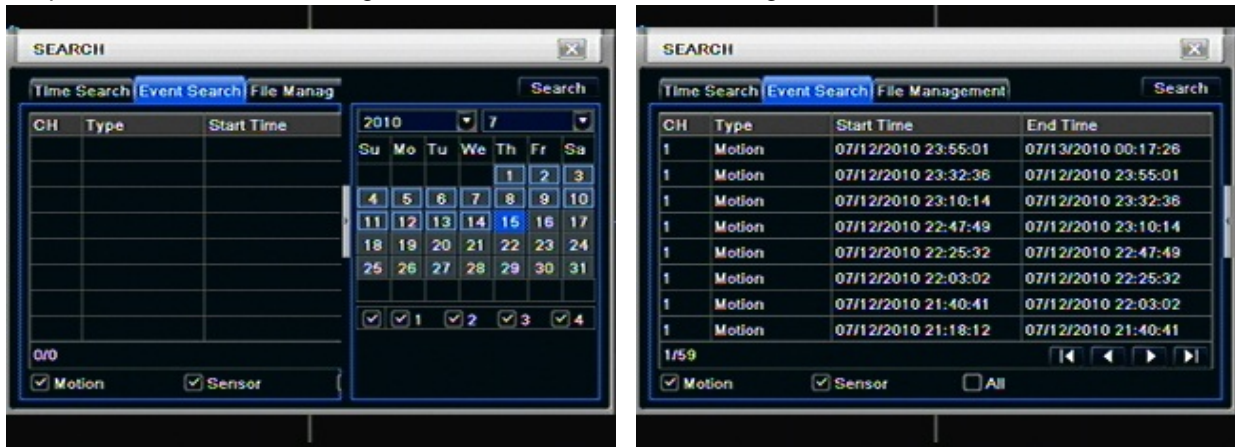 SEARCH
Time Search Event Search File Manag Search
CH Type Start Time
0/0
Motion Sensor
2010 7
Su Mo Tu We Th Fr Sa
1 2 3
4 5 6 7 8 9 10
11 12 13 14 15 16 17
18 19 20 21 22 23 24
25 26 27 28 29 30 31
1 2 3 4
SEARCH
Time Search Event Search File Management Search
CH Type Start Time End Time
1 Motion 07/12/2010 23:55:01 07/13/2010 00:17:26
1 Motion 07/12/2010 23:32:36 07/12/2010 23:55:01
1 Motion 07/12/2010 23:10:14 07/12/2010 23:32:36
1 Motion 07/12/2010 22:47:49 07/12/2010 23:10:14
1 Motion 07/12/2010 22:25:32 07/12/2010 22:47:49
1 Motion 07/12/2010 22:03:02 07/12/2010 22:25:32
1 Motion 07/12/2010 21:40:41 07/12/2010 22:03:02
1 Motion 07/12/2010 21:18:12 07/12/2010 21:40:41
1/59
Motion Sensor All